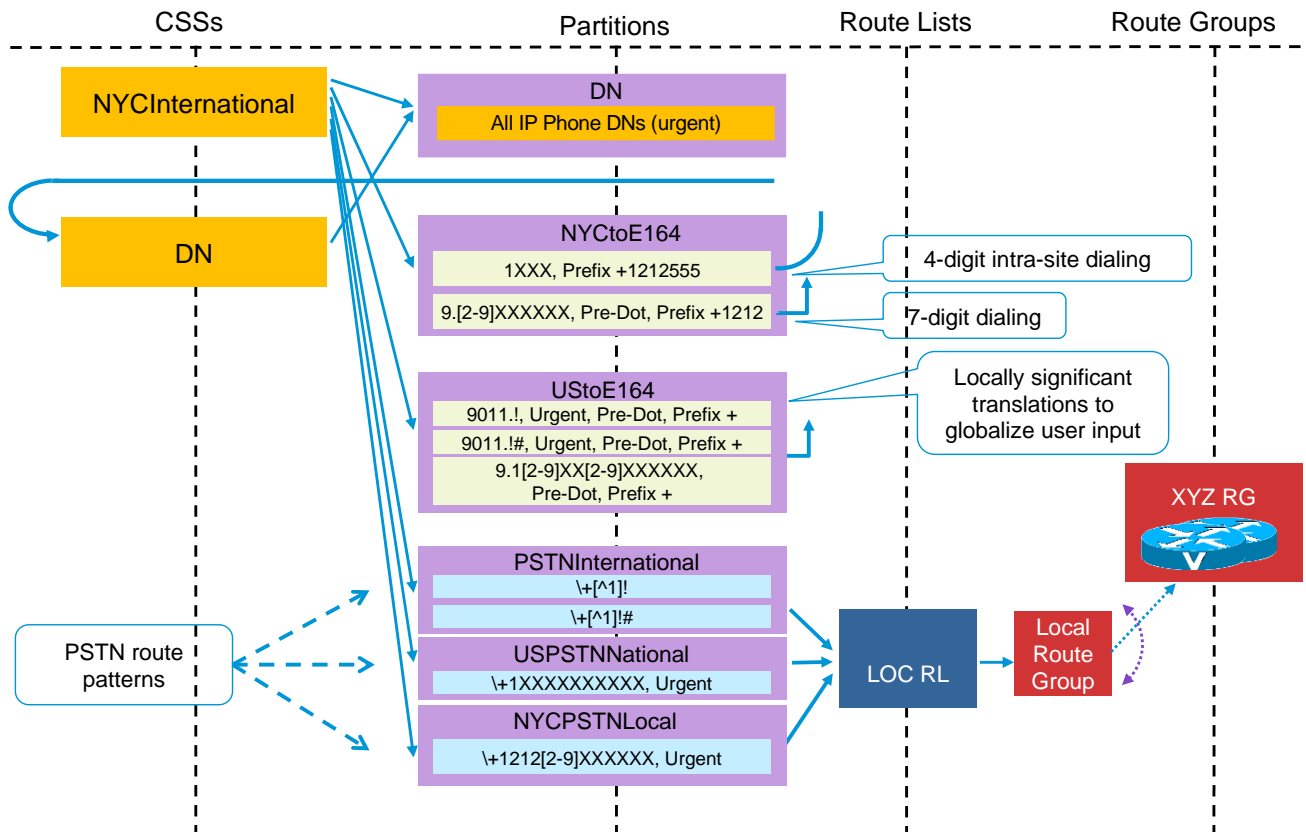 CSSs
Partitions
Route Lists
Route Groups
NYCInternational
DN
All IP Phone DNs (urgent)
DN
NYCtoE164
1XXX, Prefix +1212555
9.[2-9]XXXXXX, Pre-Dot, Prefix +1212
4-digit intra-site dialing
7-digit dialing
UStoE164
9011.!, Urgent, Pre-Dot, Prefix +
9011.!#, Urgent, Pre-Dot, Prefix +
9.1[2-9]XX[2-9]XXXXXX,
Pre-Dot, Prefix +
Locally significant
translations to
globalize user input
XYZ RG
PSTNInternational
\+[^1]!
\+[^1]!#
USPSTNNational
\+1XXXXXXXXXX, Urgent
NYCPSTNLocal
\+1212[2-9]XXXXXX, Urgent
PSTN route
patterns
LOC RL
Local
Route
Group